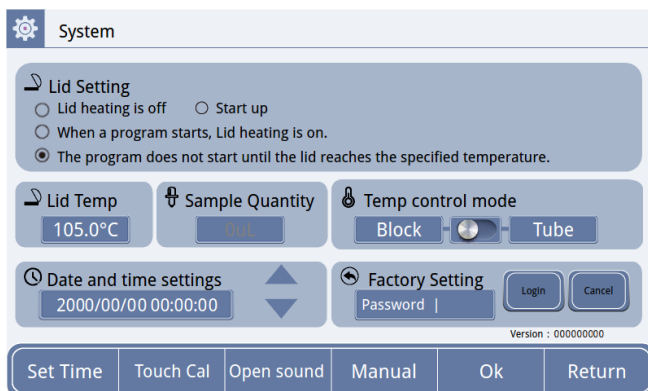 System
Lid Setting
Lid heating is off Start up
When a program starts, Lid heating is on.
The program does not start until the lid reaches the specified temperature.
Lid Temp
105.0°C
Sample Quantity
0uL
Temp control mode
Block Tube
Date and time settings
2000/00/00 00:00:00
Factory Setting
Password |
Login Cancel
Version : 000000000
Set Time Touch Cal Open sound Manual Ok Return